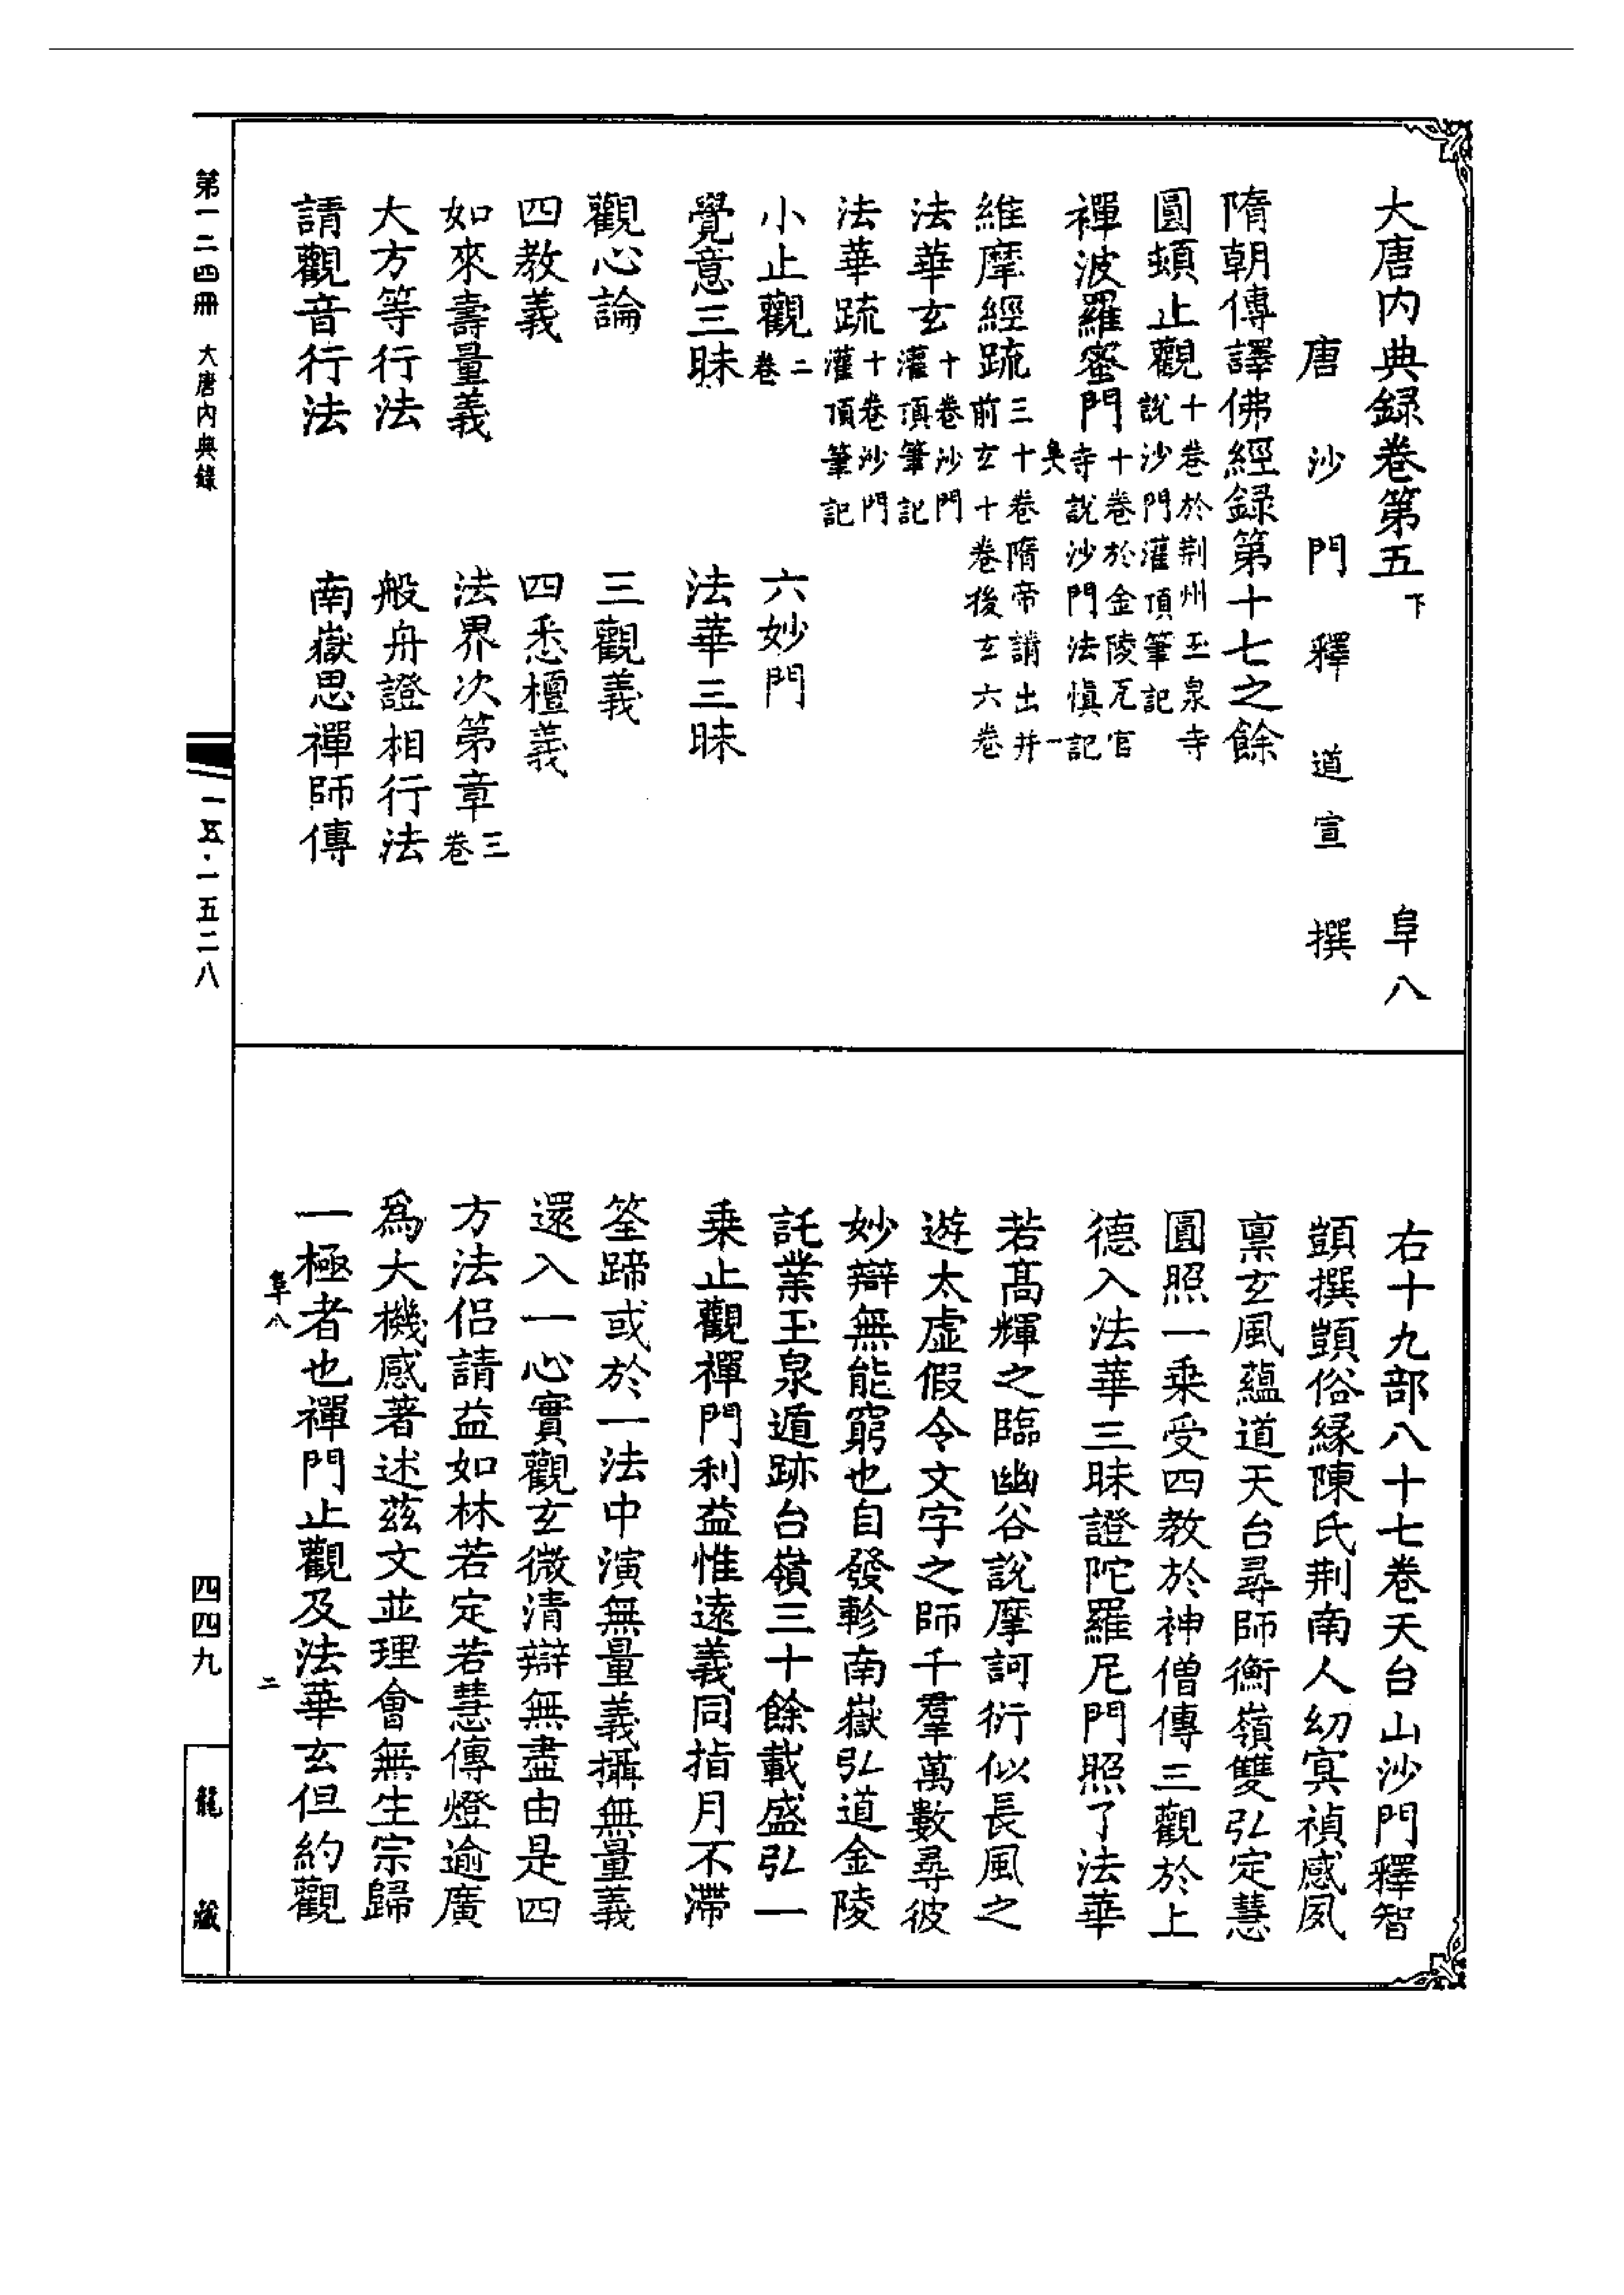 大唐內典録卷第五下　阜八
唐沙門釋道宣撰
隋朝傳譯佛經録第十七之餘
圓頓止觀十卷於荆州玉泉寺說沙門灌頂筆記
禪波羅蜜門十卷於金陵瓦官寺說沙門法慎記
維摩經䟽三十卷隋帝請出并前玄十卷後玄六卷
法華玄十卷沙門灌頂筆記
法華䟽十卷沙門灌頂筆記
小止觀二卷　六妙門
覺意三昧　法華三昧
觀心論　三觀義
四教義　四悉檀義
如來壽量義　法界次第章三卷
大方等行法　般舟證相行法
請觀音行法　南嶽思禪師傳
右十九部八十七卷天台山沙門釋智
顗撰顗俗緣陳氏荆南人幼寘禎感夙
禀玄風蘊道天台尋師衡嶺雙弘定慧
圓照一乗受四教於神僧傳三觀於上
德入法華三昧證陀羅尼門照了法華
若髙輝之臨幽谷說摩訶衍似長風之
遊太虛假令文字之師千羣萬數尋彼
妙辯無能窮也自發軫南嶽弘道金陵
託業玉泉遁跡台嶺三十餘載盛弘一
乗止觀禪門利益惟遠義同指月不滯
筌蹄或於一法中演無量義攝無量義
還入一心實觀玄微清辯無盡由是四
方法侣請益如林若定若慧傳燈逾廣
爲大機感著述茲文並理會無生宗歸
一極者也禪門止觀及法華玄但約觀
阜八　二
第一二四冊　大唐內典錄
一五·一五二八
四四九
龍藏